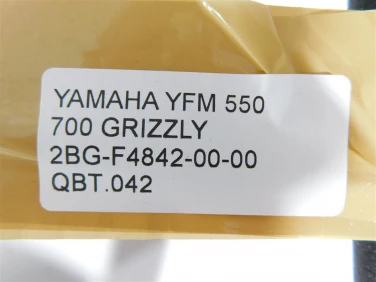 YAMAHA YFM 550
700 GRIZZLY
2BG-F4842-00-00
QBT.042